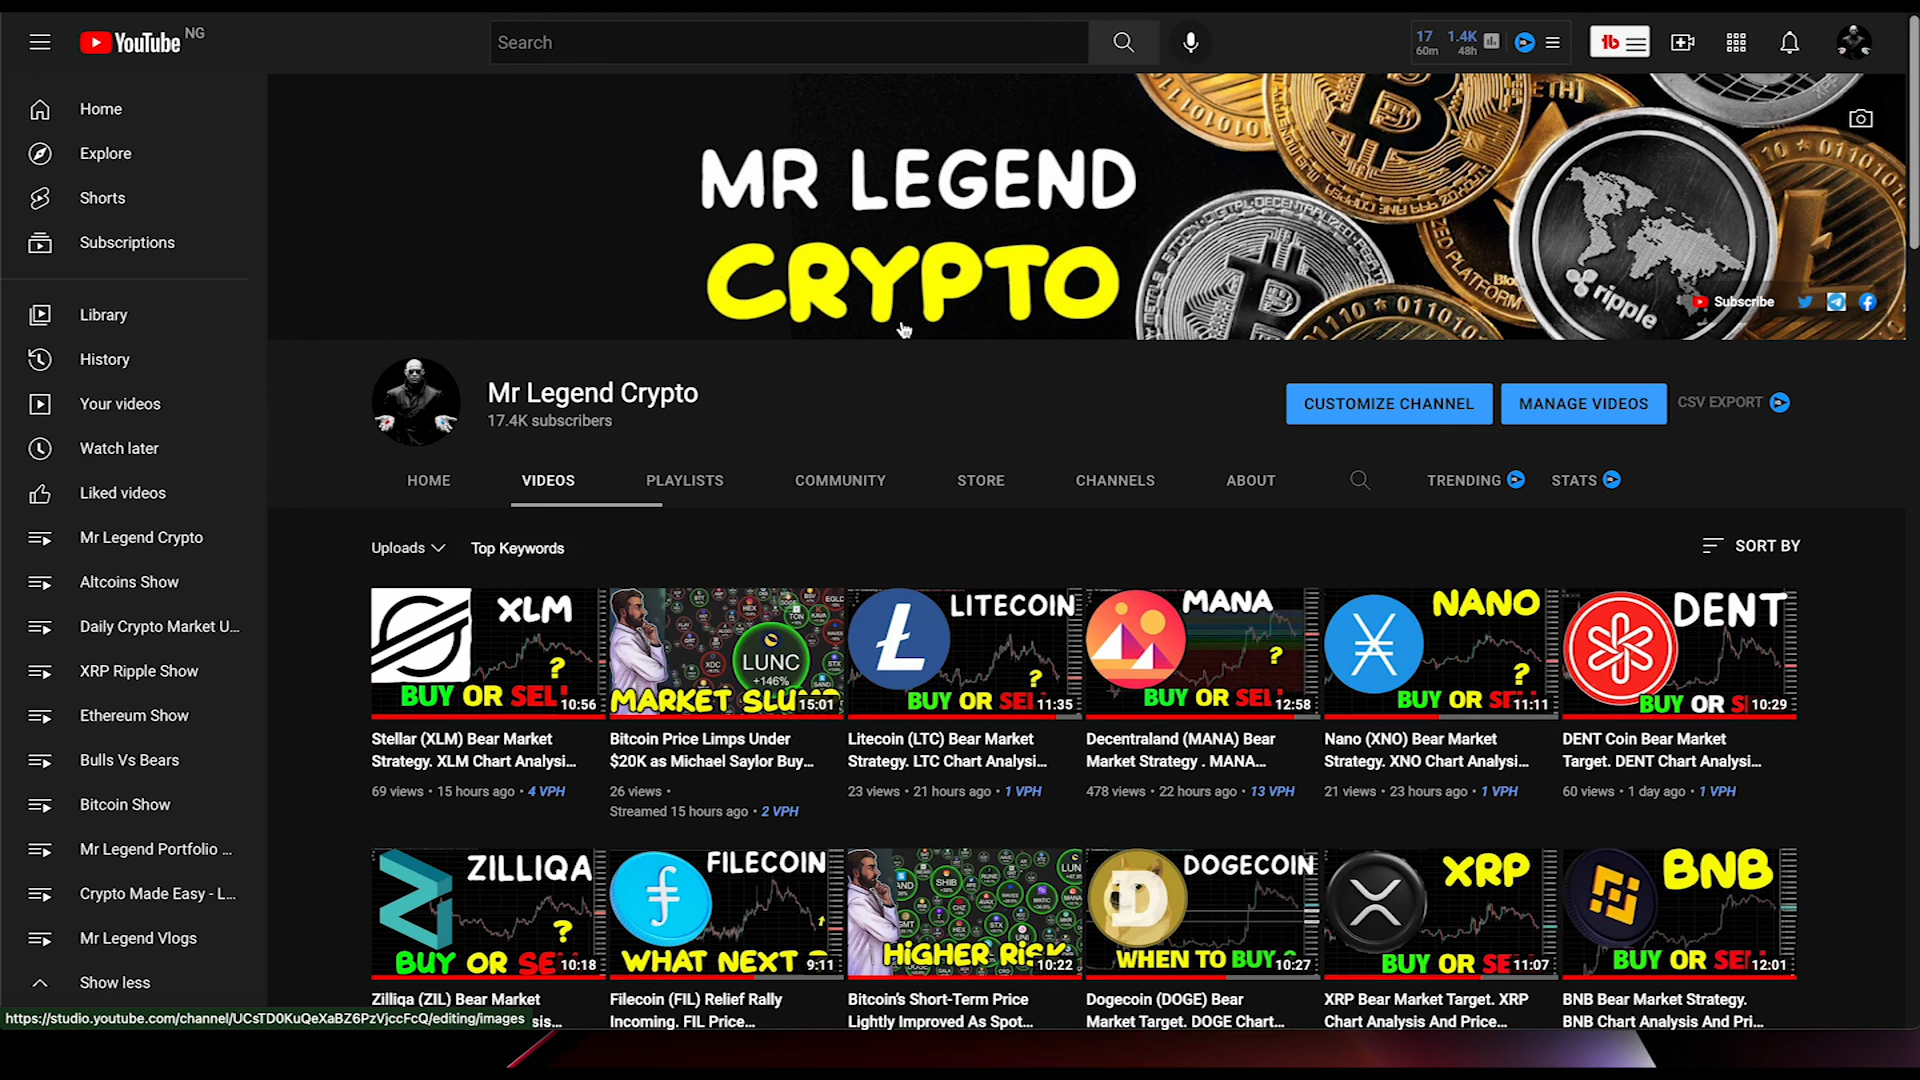 YouTube NG
Search
17 60m 1.4K 48h
Home
Explore
Shorts
Subscriptions
Library
History
Your videos
Watch later
Liked videos
Mr Legend Crypto
Altcoins Show
Daily Crypto Market U...
XRP Ripple Show
Ethereum Show
Bulls Vs Bears
Bitcoin Show
Mr Legend Portfolio ...
Crypto Made Easy - L...
Mr Legend Vlogs
Show less
MR LEGEND
CRYPTO
ripple
Subscribe
Mr Legend Crypto
17.4K subscribers
CUSTOMIZE CHANNEL
MANAGE VIDEOS
CSV EXPORT
HOME VIDEOS PLAYLISTS COMMUNITY STORE CHANNELS ABOUT TRENDING STATS
Uploads Top Keywords
SORT BY
XLM
?
BUY OR SELL
10:56
Stellar (XLM) Bear Market
Strategy. XLM Chart Analysi...
69 views • 15 hours ago • 4 VPH
LUNC
+146%
MARKET SLUMP
15:01
Bitcoin Price Limps Under
$20K as Michael Saylor Buy...
26 views •
Streamed 15 hours ago • 2 VPH
LITECOIN
?
BUY OR SELL
11:35
Litecoin (LTC) Bear Market
Strategy. LTC Chart Analysi...
23 views • 21 hours ago • 1 VPH
MANA
?
BUY OR SELL
12:58
Decentraland (MANA) Bear
Market Strategy . MANA...
478 views • 22 hours ago • 13 VPH
NANO
?
BUY OR SE
11:11
Nano (XNO) Bear Market
Strategy. XNO Chart Analysi...
21 views • 23 hours ago • 1 VPH
DENT
BUY OR S
10:29
DENT Coin Bear Market
Target. DENT Chart Analysi...
60 views • 1 day ago • 1 VPH
ZILLIQA
?
BUY OR SE
10:18
Zilliqa (ZIL) Bear Market
sis...
FILECOIN
WHAT NEXT ?
9:11
Filecoin (FIL) Relief Rally
Incoming. FIL Price...
HIGHER RISK
10:22
Bitcoin's Short-Term Price
Lightly Improved As Spot...
DOGECOIN
WHEN TO BUY ?
10:27
Dogecoin (DOGE) Bear
Market Target. DOGE Chart...
XRP
BUY OR SE
11:07
XRP Bear Market Target. XRP
Chart Analysis And Price...
BNB
BUY OR SEL
12:01
BNB Bear Market Strategy.
BNB Chart Analysis And Pri...
https://studio.youtube.com/channel/UCsTD0KuQeXaBZ6PzVjccFcQ/editing/images